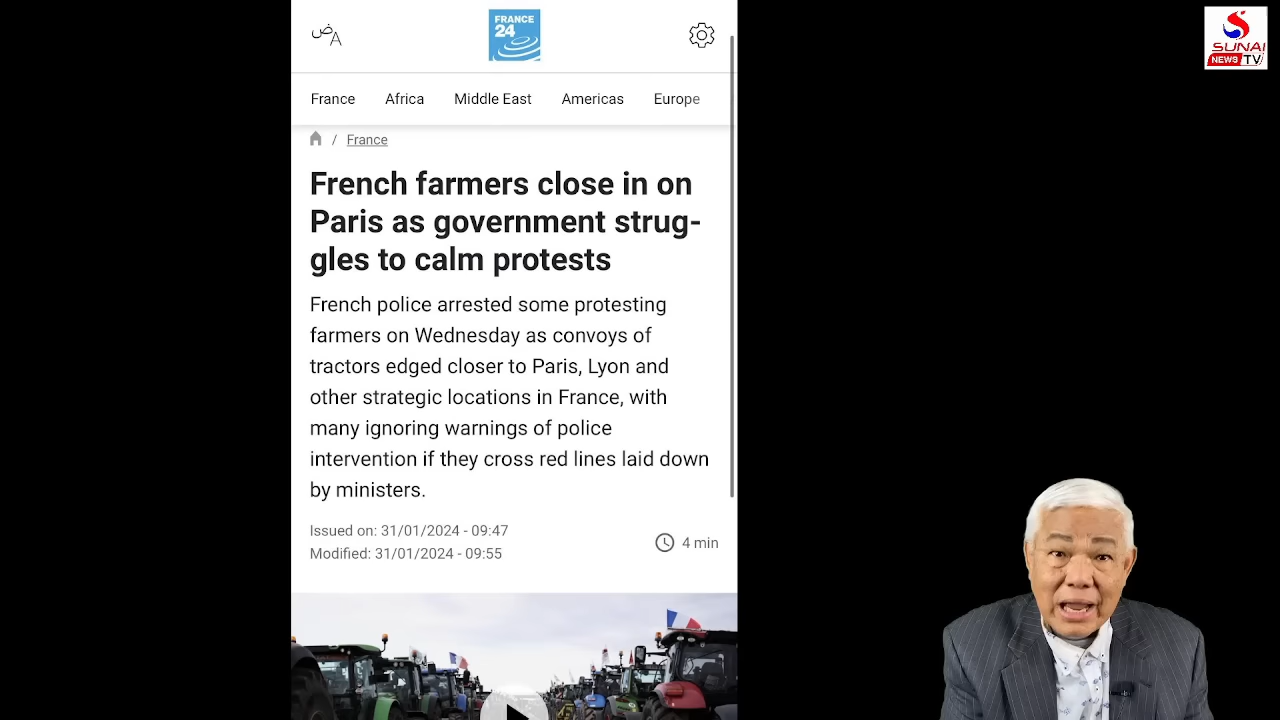 ض
A
FRANCE
24
SUNAI
NEWS TV
France Africa Middle East Americas Europe
/ France
French farmers close in on
Paris as government strug-
gles to calm protests
French police arrested some protesting
farmers on Wednesday as convoys of
tractors edged closer to Paris, Lyon and
other strategic locations in France, with
many ignoring warnings of police
intervention if they cross red lines laid down
by ministers.
Issued on: 31/01/2024 - 09:47
Modified: 31/01/2024 - 09:55
4 min